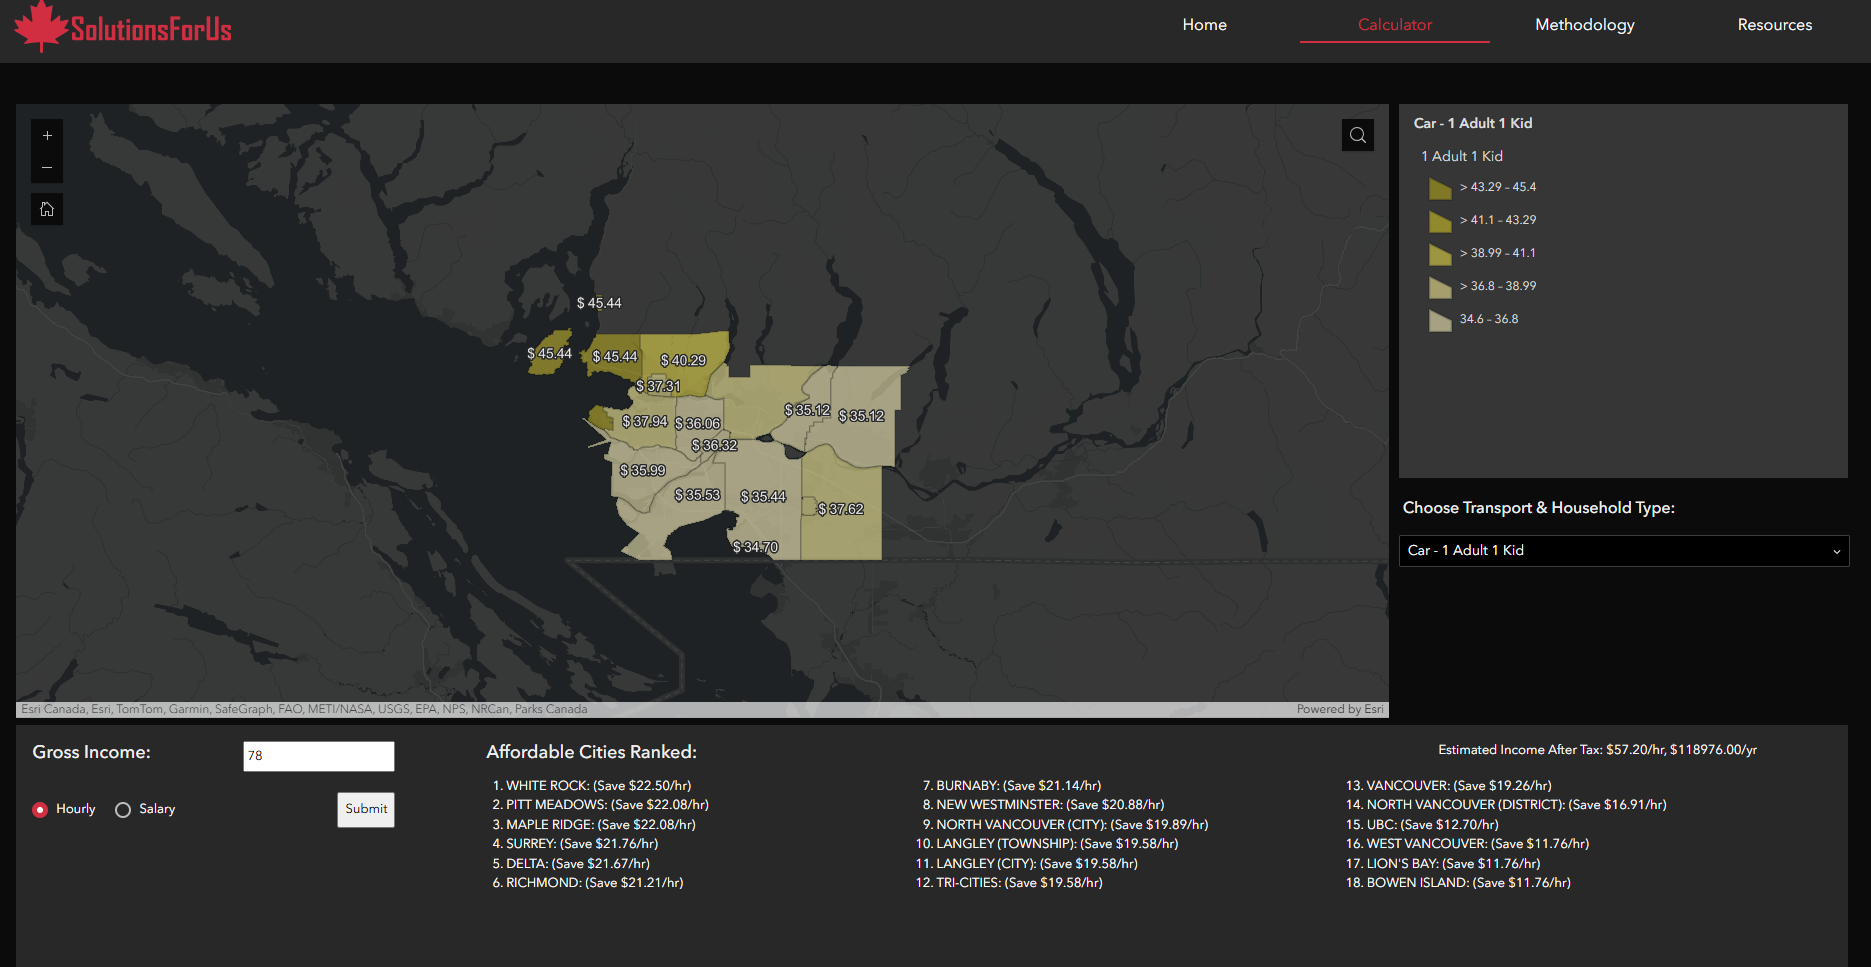 SolutionsForUs
Home
Calculator
Methodology
Resources
+
−
$ 45.44
$ 45.44
$ 45.44
$ 40.29
$ 37.31
$ 37.94
$ 36.06
$ 35.12
$ 35.12
$ 36.32
$ 35.99
$ 35.53
$ 35.44
$ 37.62
$ 34.70
Esri Canada, Esri, TomTom, Garmin, SafeGraph, FAO, METI/NASA, USGS, EPA, NPS, NRCan, Parks Canada
Powered by Esri
Car - 1 Adult 1 Kid
1 Adult 1 Kid
> 43.29 – 45.4
> 41.1 – 43.29
> 38.99 – 41.1
> 36.8 – 38.99
34.6 – 36.8
Choose Transport & Household Type:
Car - 1 Adult 1 Kid
Gross Income:
78
Hourly
Salary
Submit
Affordable Cities Ranked:
Estimated Income After Tax: $57.20/hr, $118976.00/yr
1. WHITE ROCK: (Save $22.50/hr)
2. PITT MEADOWS: (Save $22.08/hr)
3. MAPLE RIDGE: (Save $22.08/hr)
4. SURREY: (Save $21.76/hr)
5. DELTA: (Save $21.67/hr)
6. RICHMOND: (Save $21.21/hr)
7. BURNABY: (Save $21.14/hr)
8. NEW WESTMINSTER: (Save $20.88/hr)
9. NORTH VANCOUVER (CITY): (Save $19.89/hr)
10. LANGLEY (TOWNSHIP): (Save $19.58/hr)
11. LANGLEY (CITY): (Save $19.58/hr)
12. TRI-CITIES: (Save $19.58/hr)
13. VANCOUVER: (Save $19.26/hr)
14. NORTH VANCOUVER (DISTRICT): (Save $16.91/hr)
15. UBC: (Save $12.70/hr)
16. WEST VANCOUVER: (Save $11.76/hr)
17. LION'S BAY: (Save $11.76/hr)
18. BOWEN ISLAND: (Save $11.76/hr)